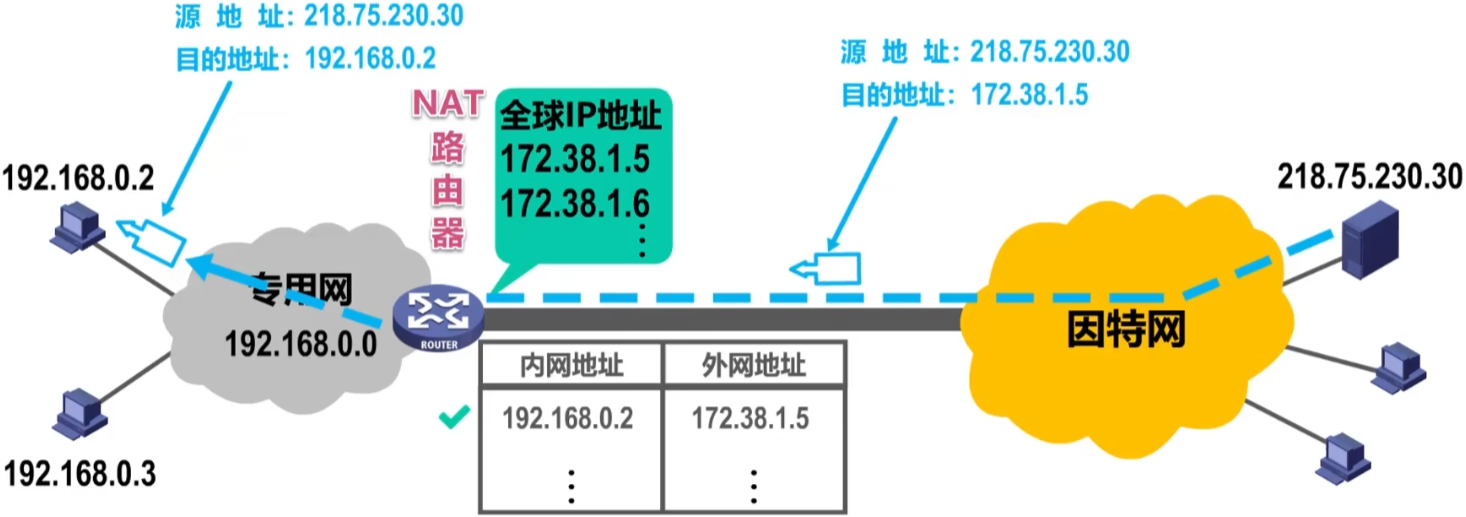 源 地 址：218.75.230.30
目的地址：192.168.0.2
源 地 址：218.75.230.30
目的地址：172.38.1.5
NAT
路
由
器
全球IP地址
172.38.1.5
172.38.1.6
⋮
192.168.0.2
218.75.230.30
专用网
192.168.0.0
ROUTER
因特网
内网地址 外网地址
192.168.0.2 172.38.1.5
⋮ ⋮
192.168.0.3